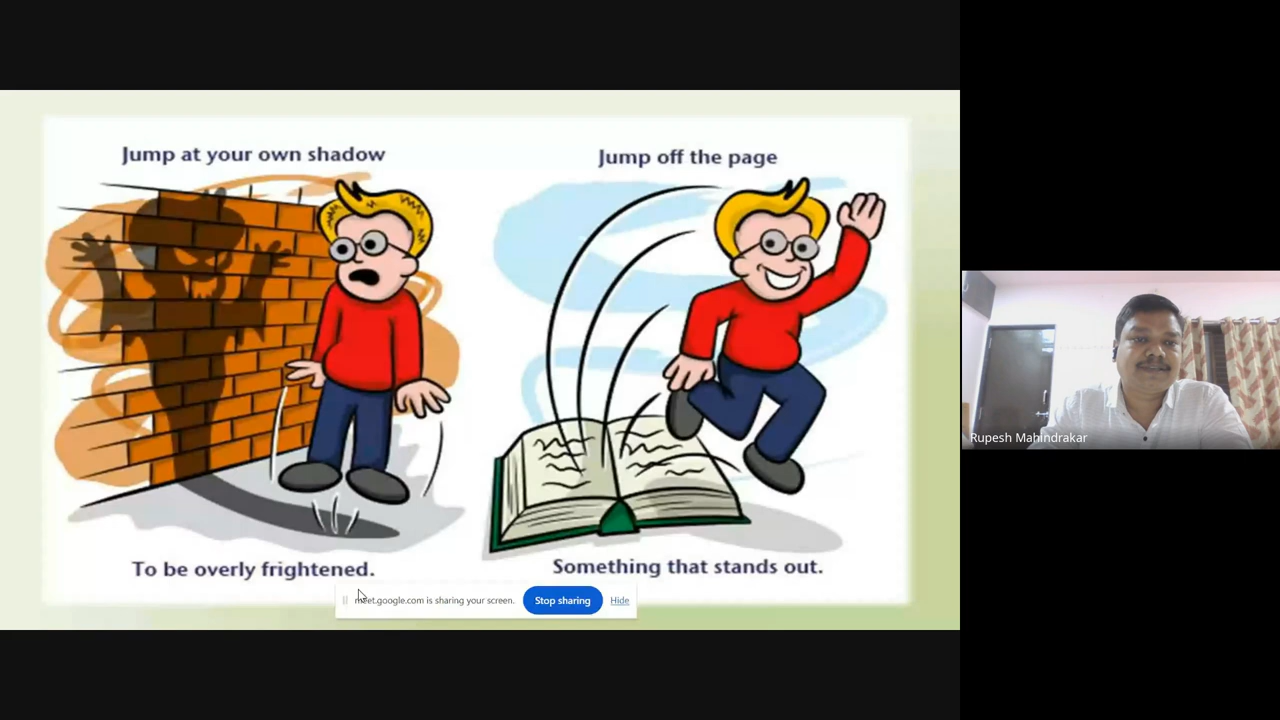 Jump at your own shadow
Jump off the page
To be overly frightened.
Something that stands out.
meet.google.com is sharing your screen.
Stop sharing
Hide
Rupesh Mahindrakar